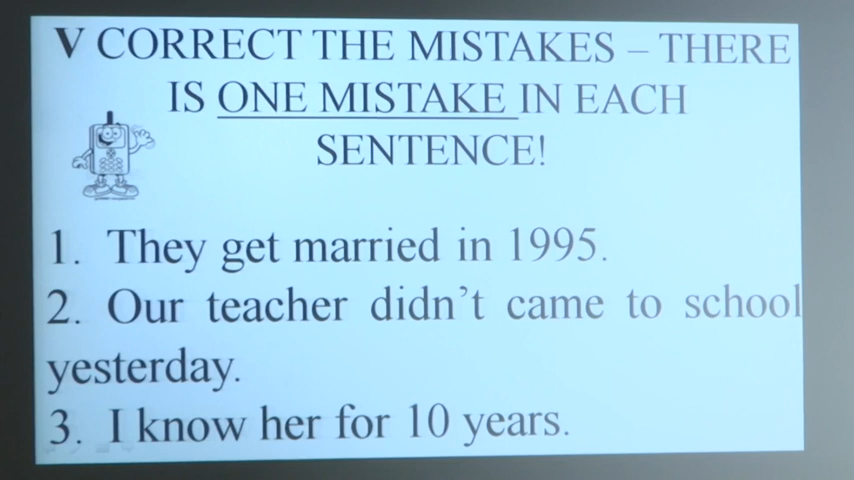 V CORRECT THE MISTAKES – THERE
IS ONE MISTAKE IN EACH
SENTENCE!
1. They get married in 1995.
2. Our teacher didn't came to school
yesterday.
3. I know her for 10 years.